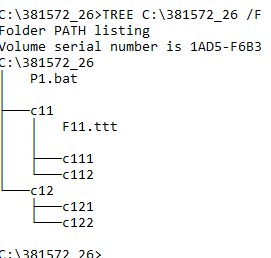 C:\381572_26>TREE C:\381572_26 /F
Folder PATH listing
Volume serial number is 1AD5-F6B3
C:\381572_26
│   P1.bat
│
├───c11
│   │   F11.ttt
│   │
│   ├───c111
│   └───c112
└───c12
    ├───c121
    └───c122

C:\381572_26>